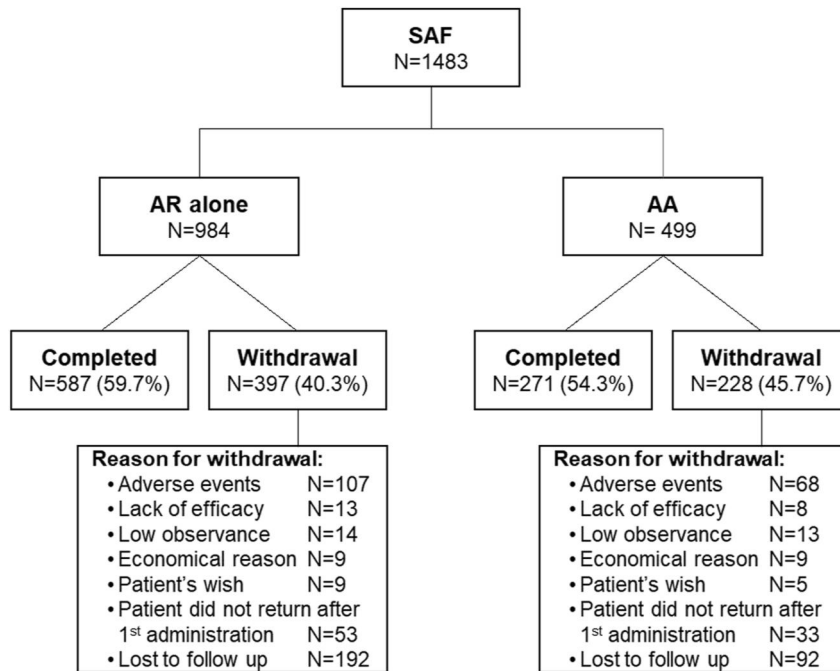 SAF
N=1483
AR alone
N=984
AA
N= 499
Completed
N=587 (59.7%)
Withdrawal
N=397 (40.3%)
Completed
N=271 (54.3%)
Withdrawal
N=228 (45.7%)
Reason for withdrawal:
• Adverse events N=107
• Lack of efficacy N=13
• Low observance N=14
• Economical reason N=9
• Patient's wish N=9
• Patient did not return after
1st administration N=53
• Lost to follow up N=192
Reason for withdrawal:
• Adverse events N=68
• Lack of efficacy N=8
• Low observance N=13
• Economical reason N=9
• Patient's wish N=5
• Patient did not return after
1st administration N=33
• Lost to follow up N=92